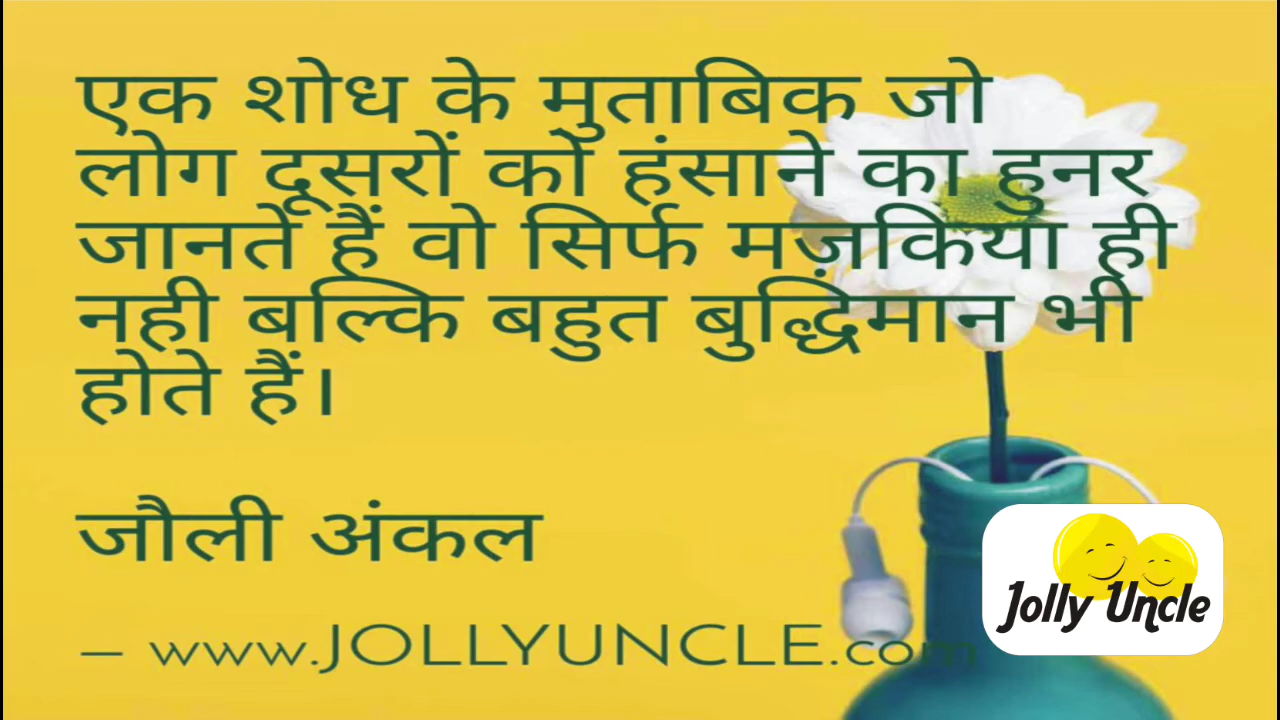 एक शोध के मुताबिक जो
लोग दूसरों को हंसाने का हुनर
जानते हैं वो सिर्फ मज़किया ही
नही बल्कि बहुत बुद्धिमान भी
होते हैं।
जौली अंकल
– www.JOLLYUNCLE.com
Jolly Uncle